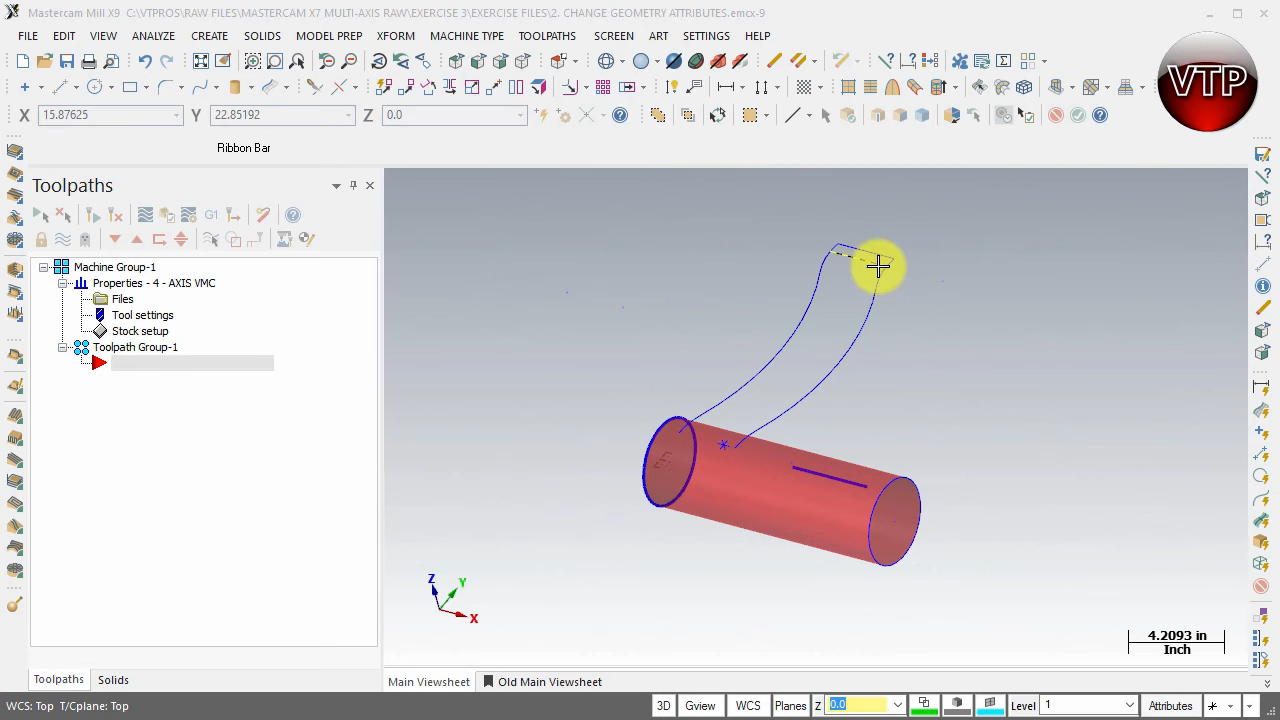 Mastercam Mill X9 C:\VTPROS\RAW FILES\MASTERCAM X7 MULTI-AXIS RAW\EXERCISE 3\EXERCISE FILES\2. CHANGE GEOMETRY ATTRIBUTES.emcx-9
FILE EDIT VIEW ANALYZE CREATE SOLIDS MODEL PREP XFORM MACHINE TYPE TOOLPATHS SCREEN ART SETTINGS HELP
VTP
X 15.87625 Y 22.85192 Z 0.0
Ribbon Bar
Toolpaths
G1
Machine Group-1
Properties - 4 - AXIS VMC
Files
Tool settings
Stock setup
Toolpath Group-1
Z
Y
X
4.2093 in
Inch
Toolpaths Solids
Main Viewsheet Old Main Viewsheet
WCS: Top T/Cplane: Top 3D Gview WCS Planes Z 0.0 Level 1 Attributes